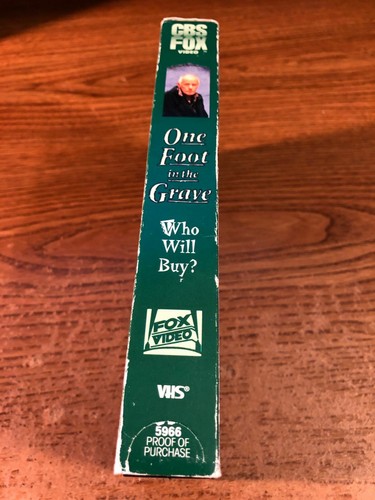 CBS
FOX
VIDEO
One
Foot
in the
Grave
Who
Will
Buy?
FOX
VIDEO
VHS®
5966
PROOF OF
PURCHASE